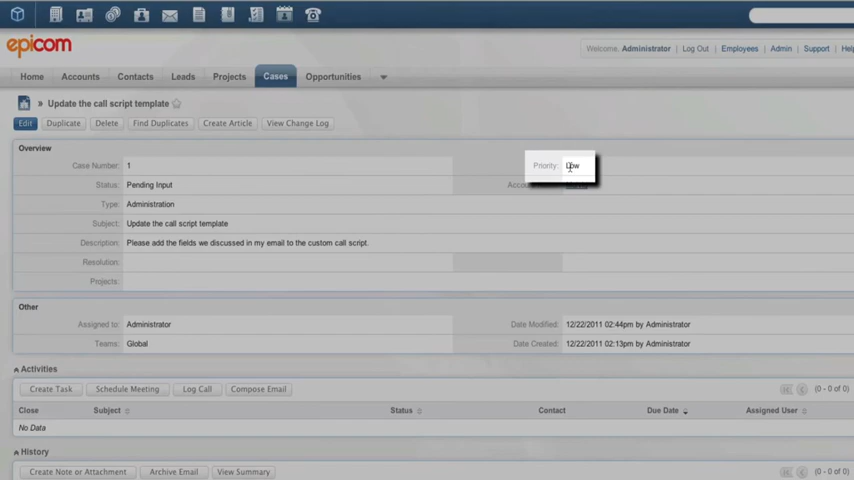 epicom
Welcome, Administrator | Log Out | Employees | Admin | Support | Help
Home Accounts Contacts Leads Projects Cases Opportunities
» Update the call script template
Edit Duplicate Delete Find Duplicates Create Article View Change Log
Overview
Case Number: 1 Priority: Low
Status: Pending Input
Type: Administration
Subject: Update the call script template
Description: Please add the fields we discussed in my email to the custom call script.
Resolution:
Projects:
Other
Assigned to: Administrator Date Modified: 12/22/2011 02:44pm by Administrator
Teams: Global Date Created: 12/22/2011 02:13pm by Administrator
Activities
Create Task Schedule Meeting Log Call Compose Email (0 - 0 of 0)
Close Subject Status Contact Due Date Assigned User
No Data
History
Create Note or Attachment Archive Email View Summary (0 - 0 of 0)